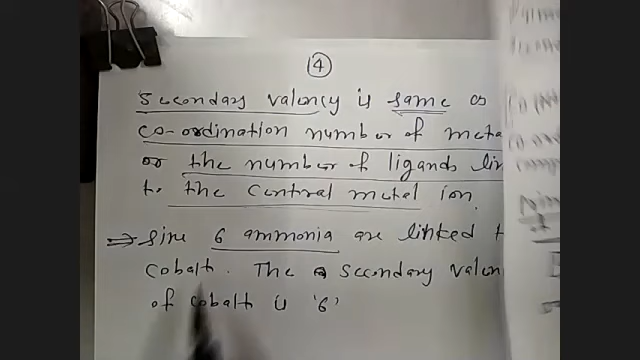 4
Secondary valency is same as
co-ordination number of meta
or the number of ligands lin
to the central metal ion.
⇒ Sine 6 ammonia are linked t
cobalt. The secondary valen
of cobalt is '6'